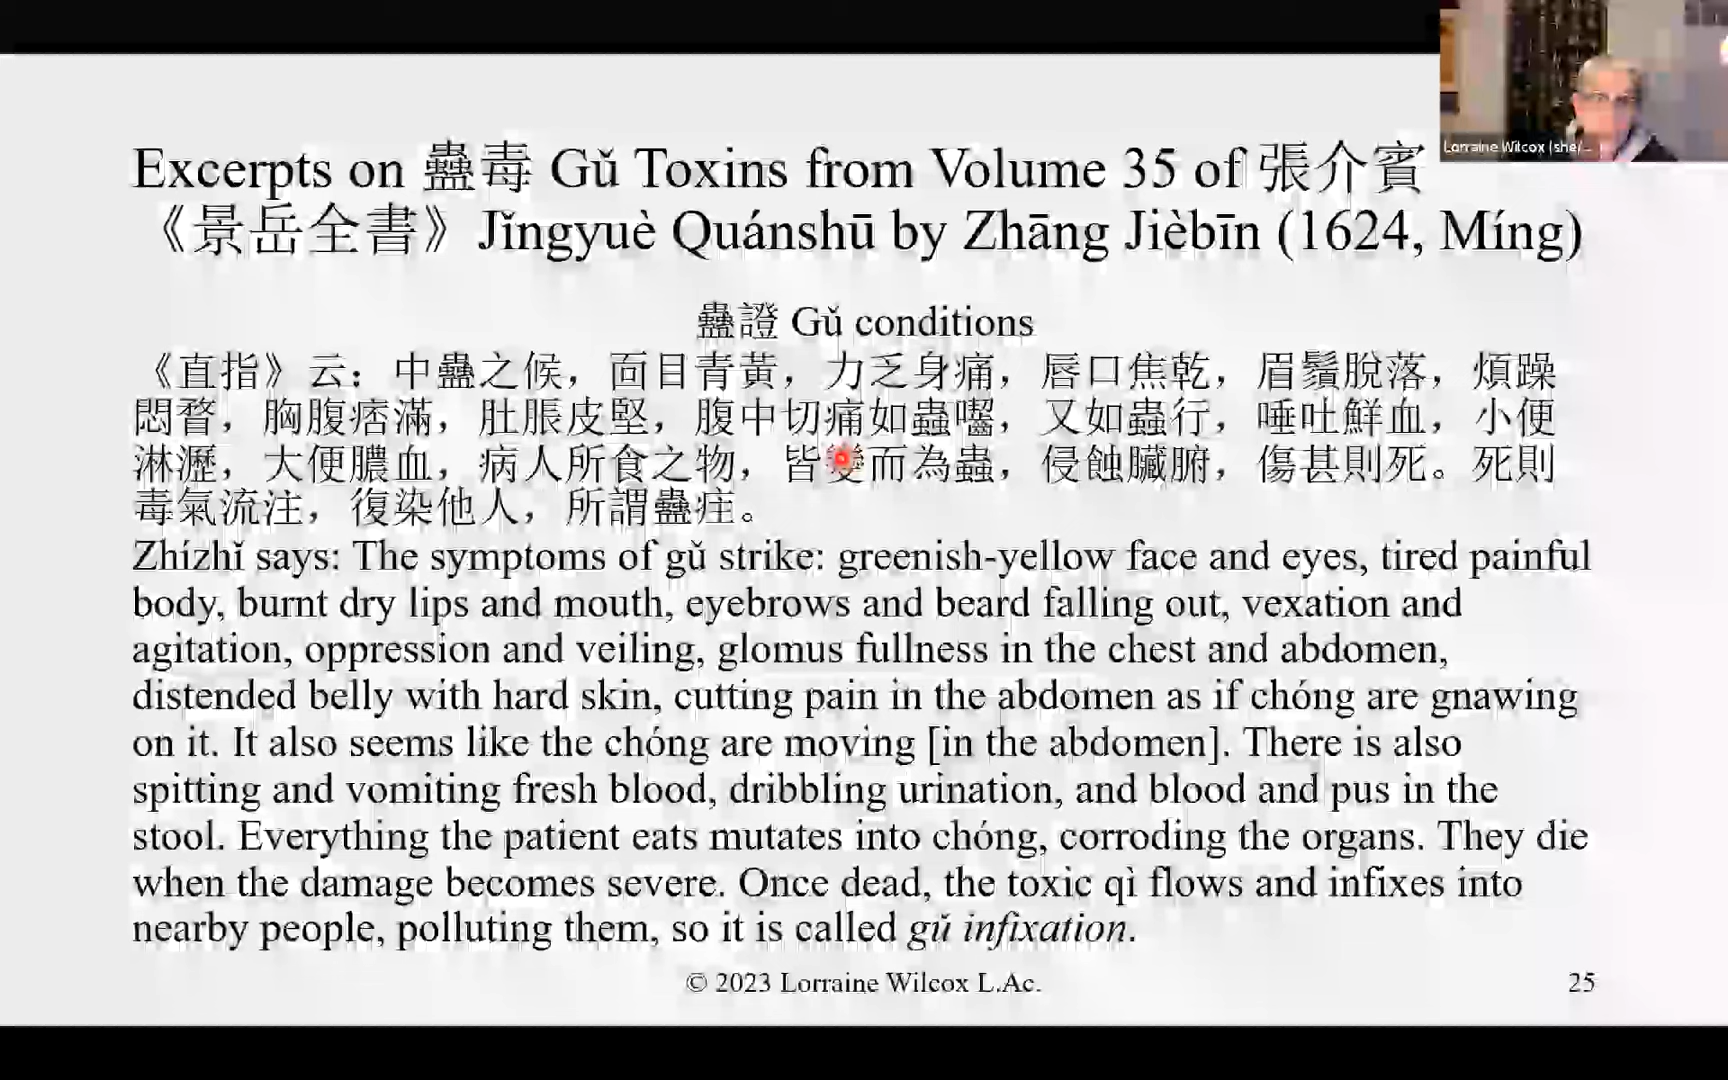 Lorraine Wilcox (she/
Excerpts on 蠱毒 Gǔ Toxins from Volume 35 of 張介賓
《景岳全書》 Jǐngyuè Quánshū by Zhāng Jièbīn (1624, Míng)
蠱證 Gǔ conditions
《直指》云：中蠱之候，面目青黃，力乏身痛，唇口焦乾，眉鬚脫落，煩躁
悶瞀，胸腹痞滿，肚脹皮堅，腹中切痛如蟲囓，又如蟲行，唾吐鮮血，小便
淋瀝，大便膿血，病人所食之物，皆變而為蟲，侵蝕臟腑，傷甚則死。死則
毒氣流注，復染他人，所謂蠱疰。
Zhízhǐ says: The symptoms of gǔ strike: greenish-yellow face and eyes, tired painful
body, burnt dry lips and mouth, eyebrows and beard falling out, vexation and
agitation, oppression and veiling, glomus fullness in the chest and abdomen,
distended belly with hard skin, cutting pain in the abdomen as if chóng are gnawing
on it. It also seems like the chóng are moving [in the abdomen]. There is also
spitting and vomiting fresh blood, dribbling urination, and blood and pus in the
stool. Everything the patient eats mutates into chóng, corroding the organs. They die
when the damage becomes severe. Once dead, the toxic qì flows and infixes into
nearby people, polluting them, so it is called gǔ infixation.
© 2023 Lorraine Wilcox L.Ac.
25